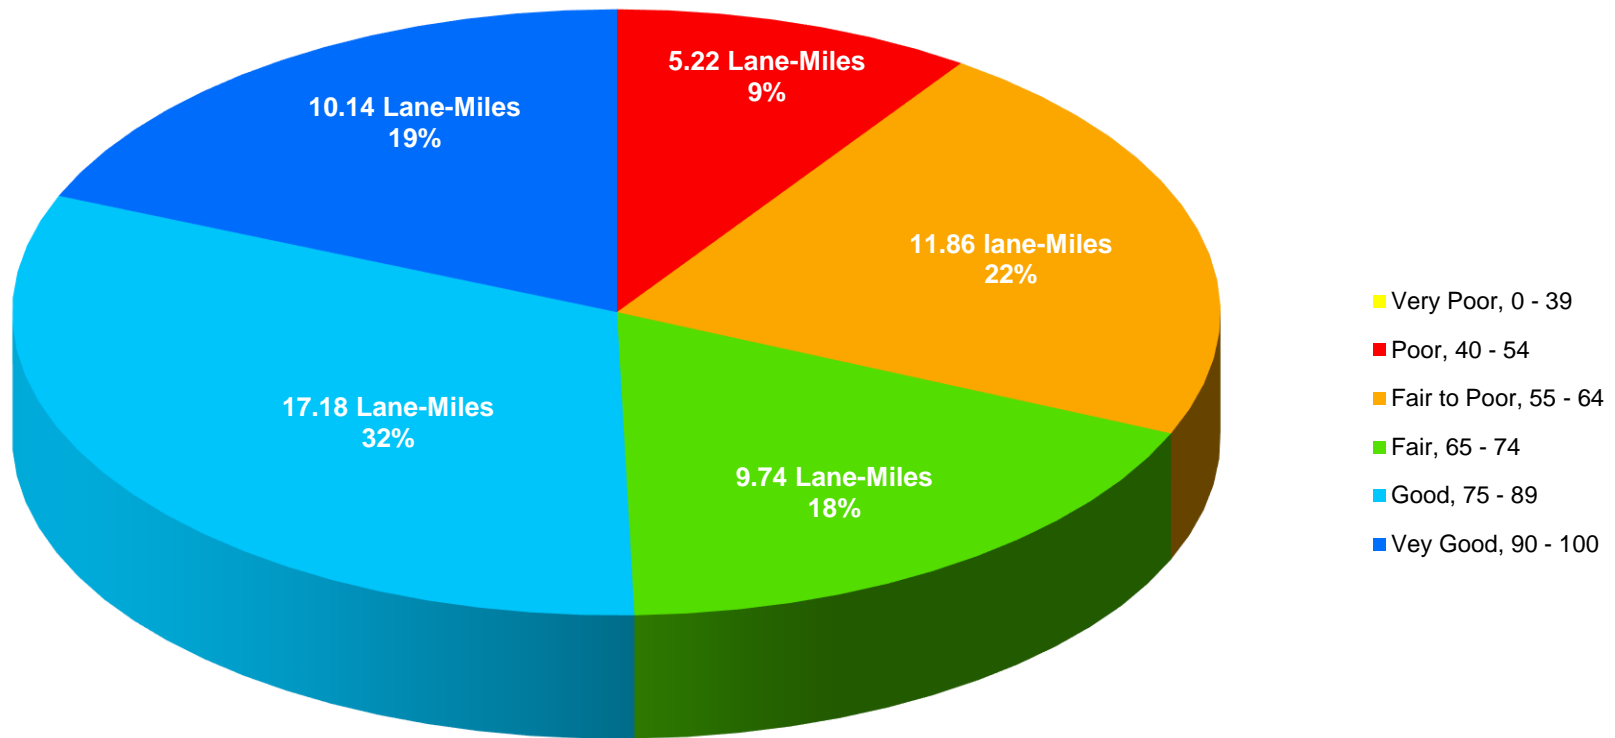 5.22 Lane-Miles
9%
10.14 Lane-Miles
19%
11.86 lane-Miles
22%
17.18 Lane-Miles
32%
9.74 Lane-Miles
18%
Very Poor, 0 - 39
Poor, 40 - 54
Fair to Poor, 55 - 64
Fair, 65 - 74
Good, 75 - 89
Vey Good, 90 - 100